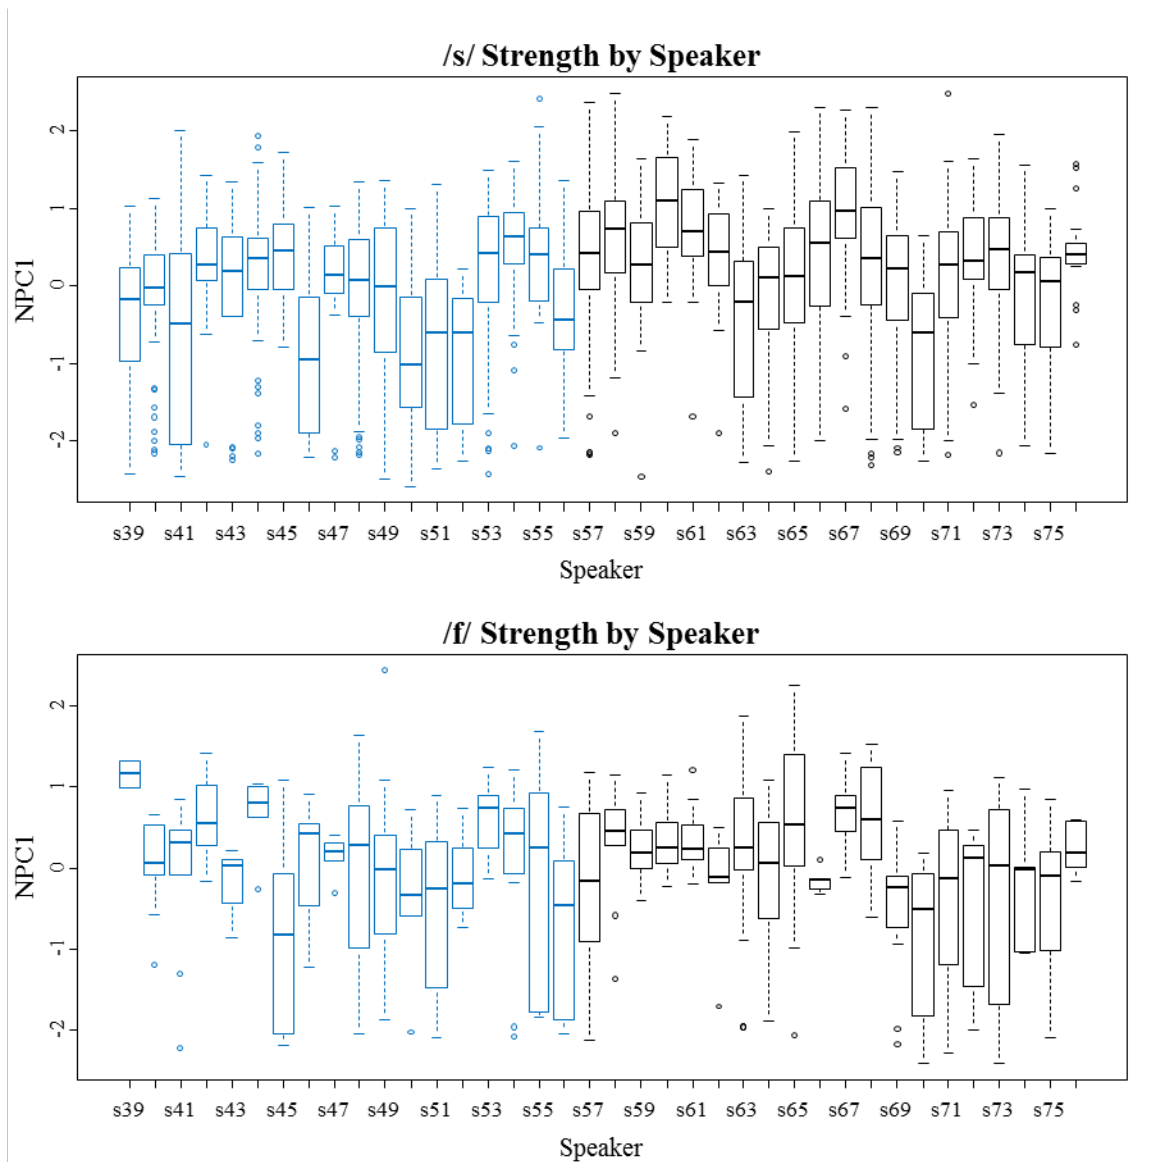 /s/ Strength by Speaker
NPC1
2
1
0
-1
-2
s39 s41 s43 s45 s47 s49 s51 s53 s55 s57 s59 s61 s63 s65 s67 s69 s71 s73 s75
Speaker
/f/ Strength by Speaker
NPC1
2
1
0
-1
-2
s39 s41 s43 s45 s47 s49 s51 s53 s55 s57 s59 s61 s63 s65 s67 s69 s71 s73 s75
Speaker